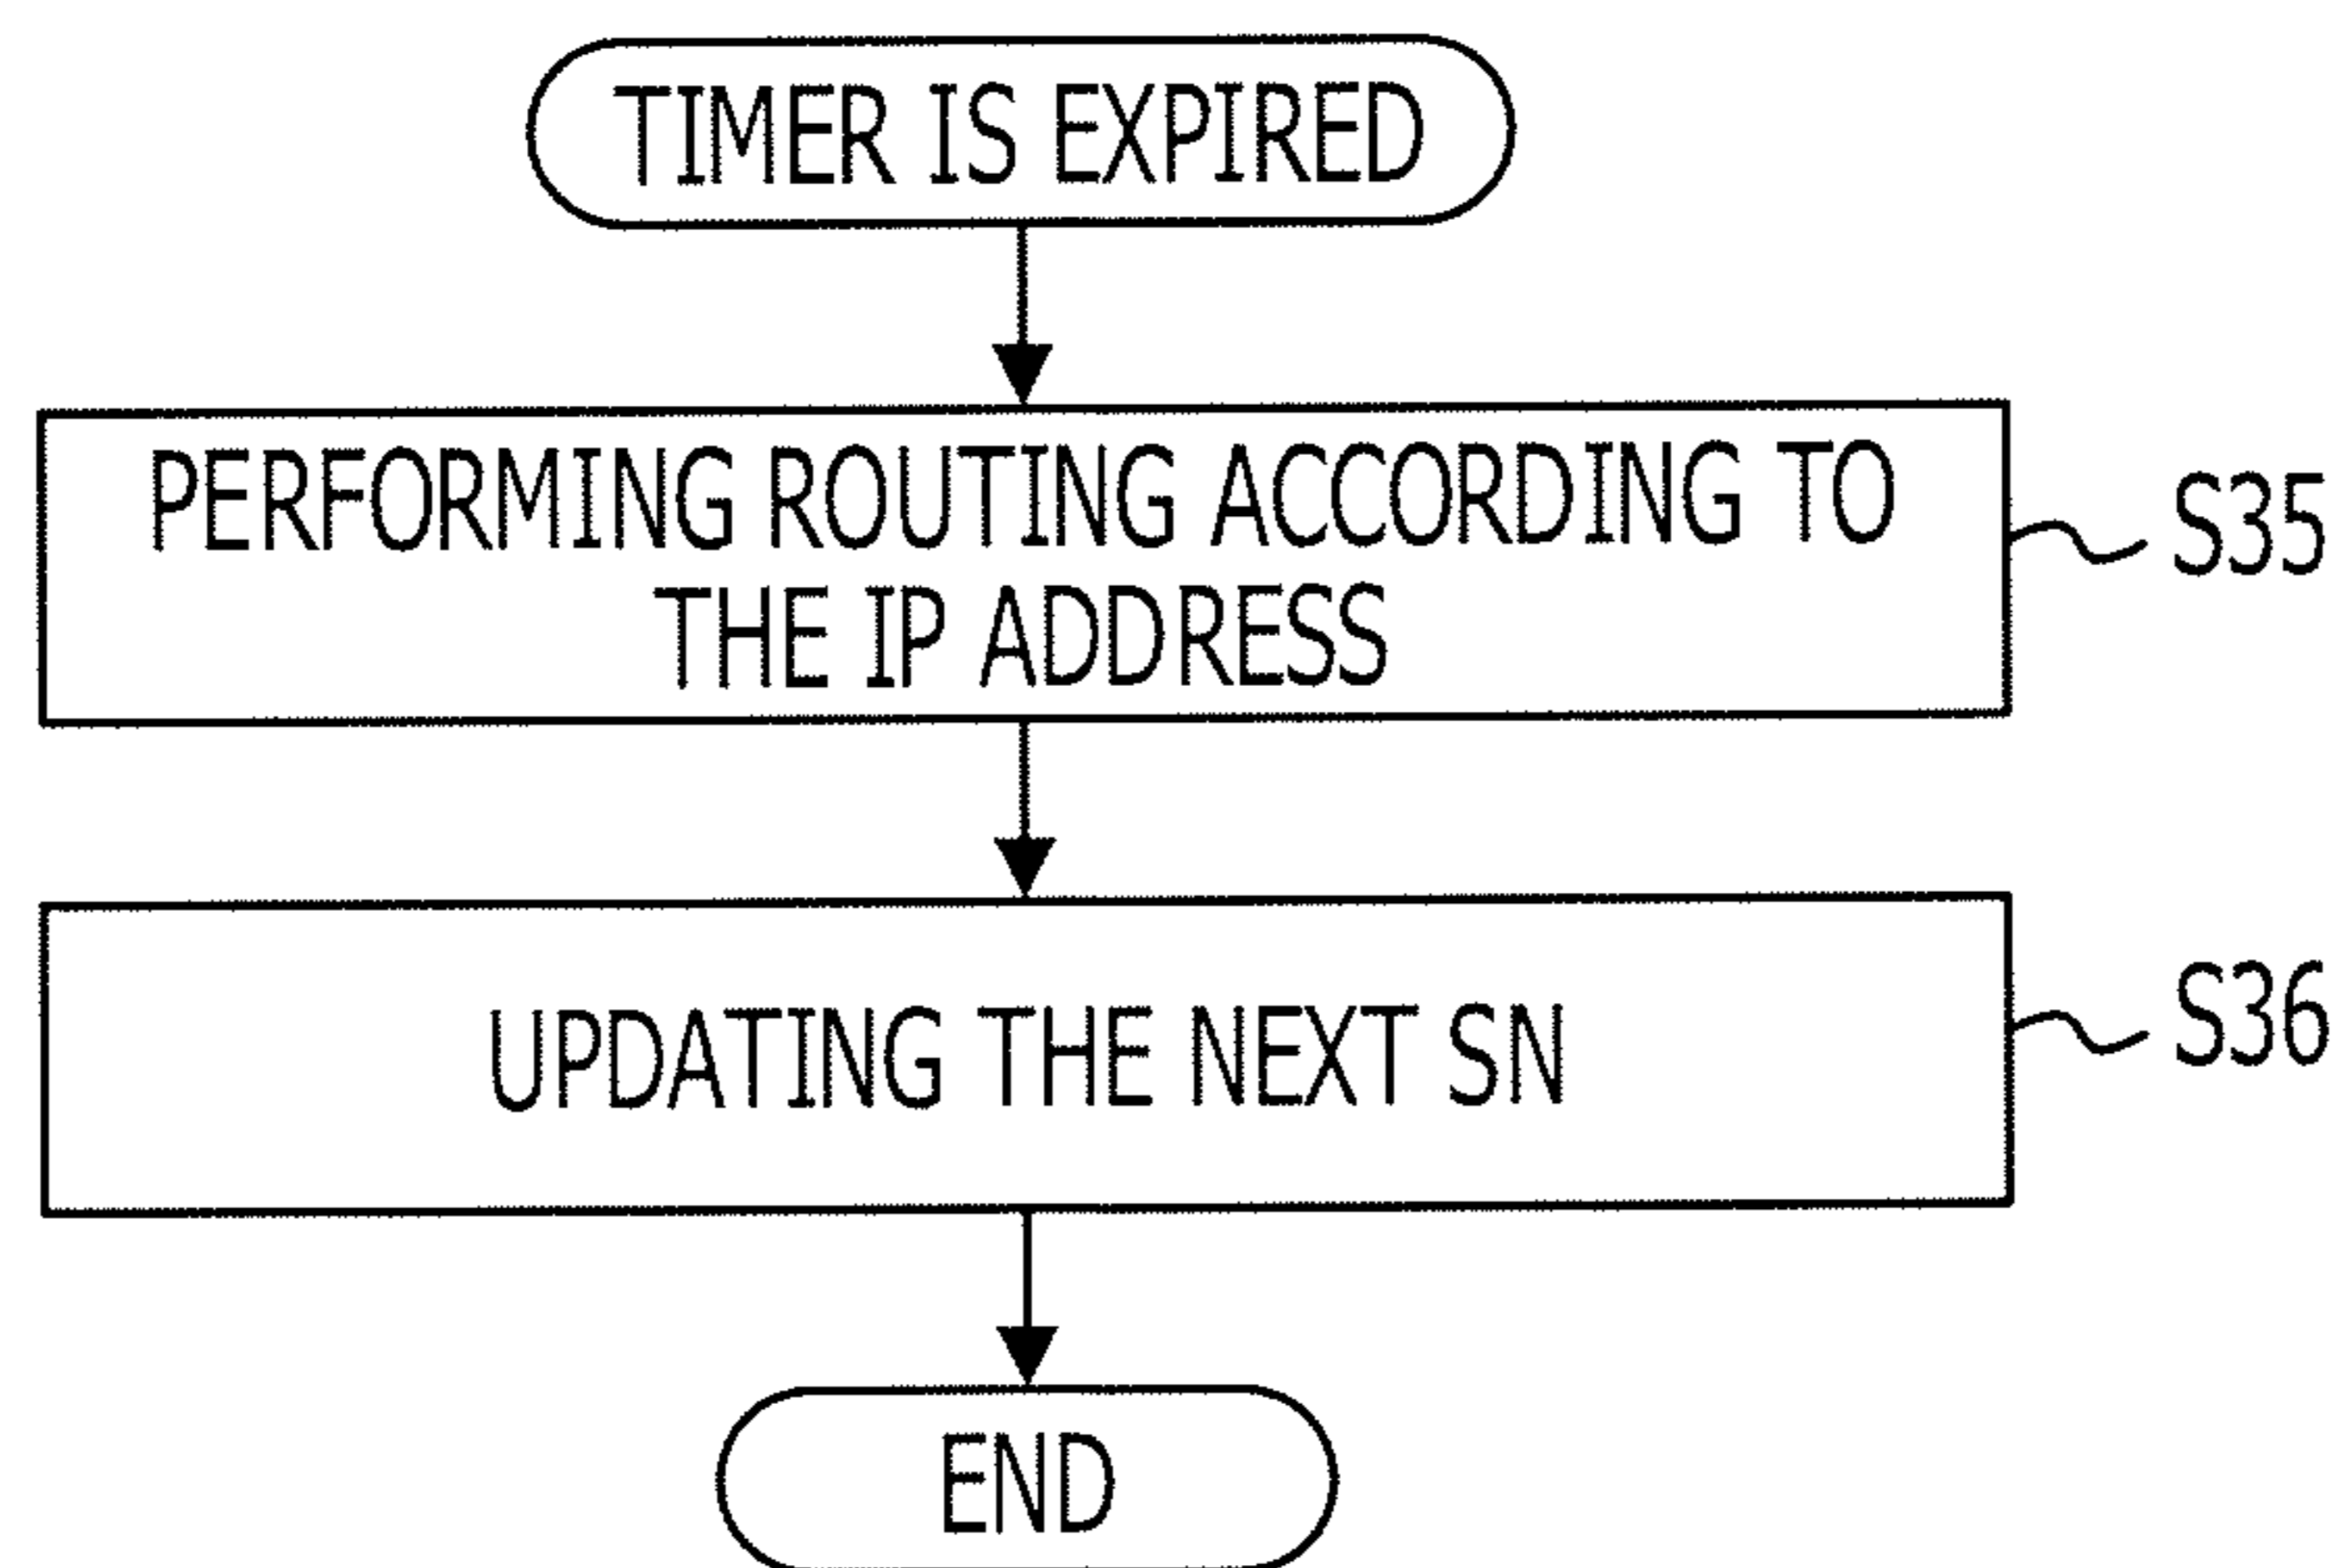 TIMER IS EXPIRED
PERFORMING ROUTING ACCORDING TO
THE IP ADDRESS
S35
UPDATING THE NEXT SN
S36
END